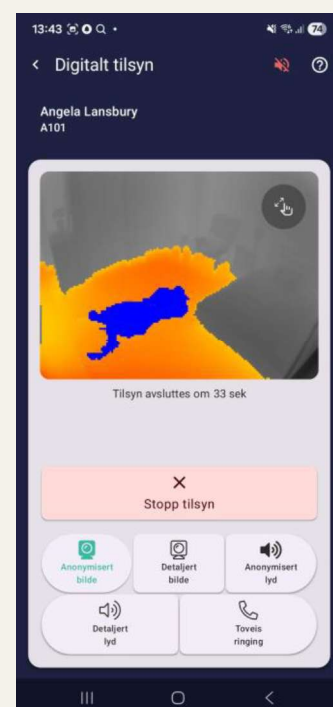 13:43
74
Digitalt tilsyn
Angela Lansbury
A101
Tilsyn avsluttes om 33 sek
Stopp tilsyn
Anonymisert
bilde
Detaljert
bilde
Anonymisert
lyd
Detaljert
lyd
Toveis
ringing